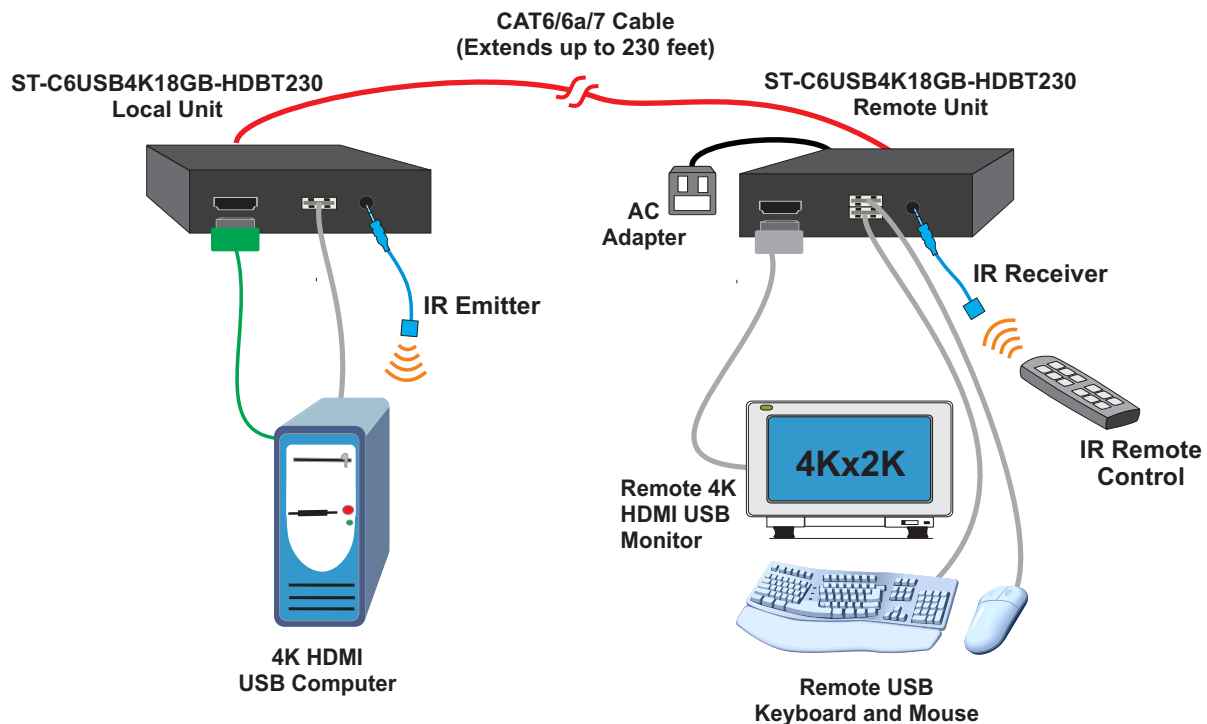 CAT6/6a/7 Cable
(Extends up to 230 feet)
ST-C6USB4K18GB-HDBT230
Local Unit
ST-C6USB4K18GB-HDBT230
Remote Unit
AC
Adapter
IR Emitter
IR Receiver
IR Remote
Control
4Kx2K
Remote 4K
HDMI USB
Monitor
4K HDMI
USB Computer
Remote USB
Keyboard and Mouse